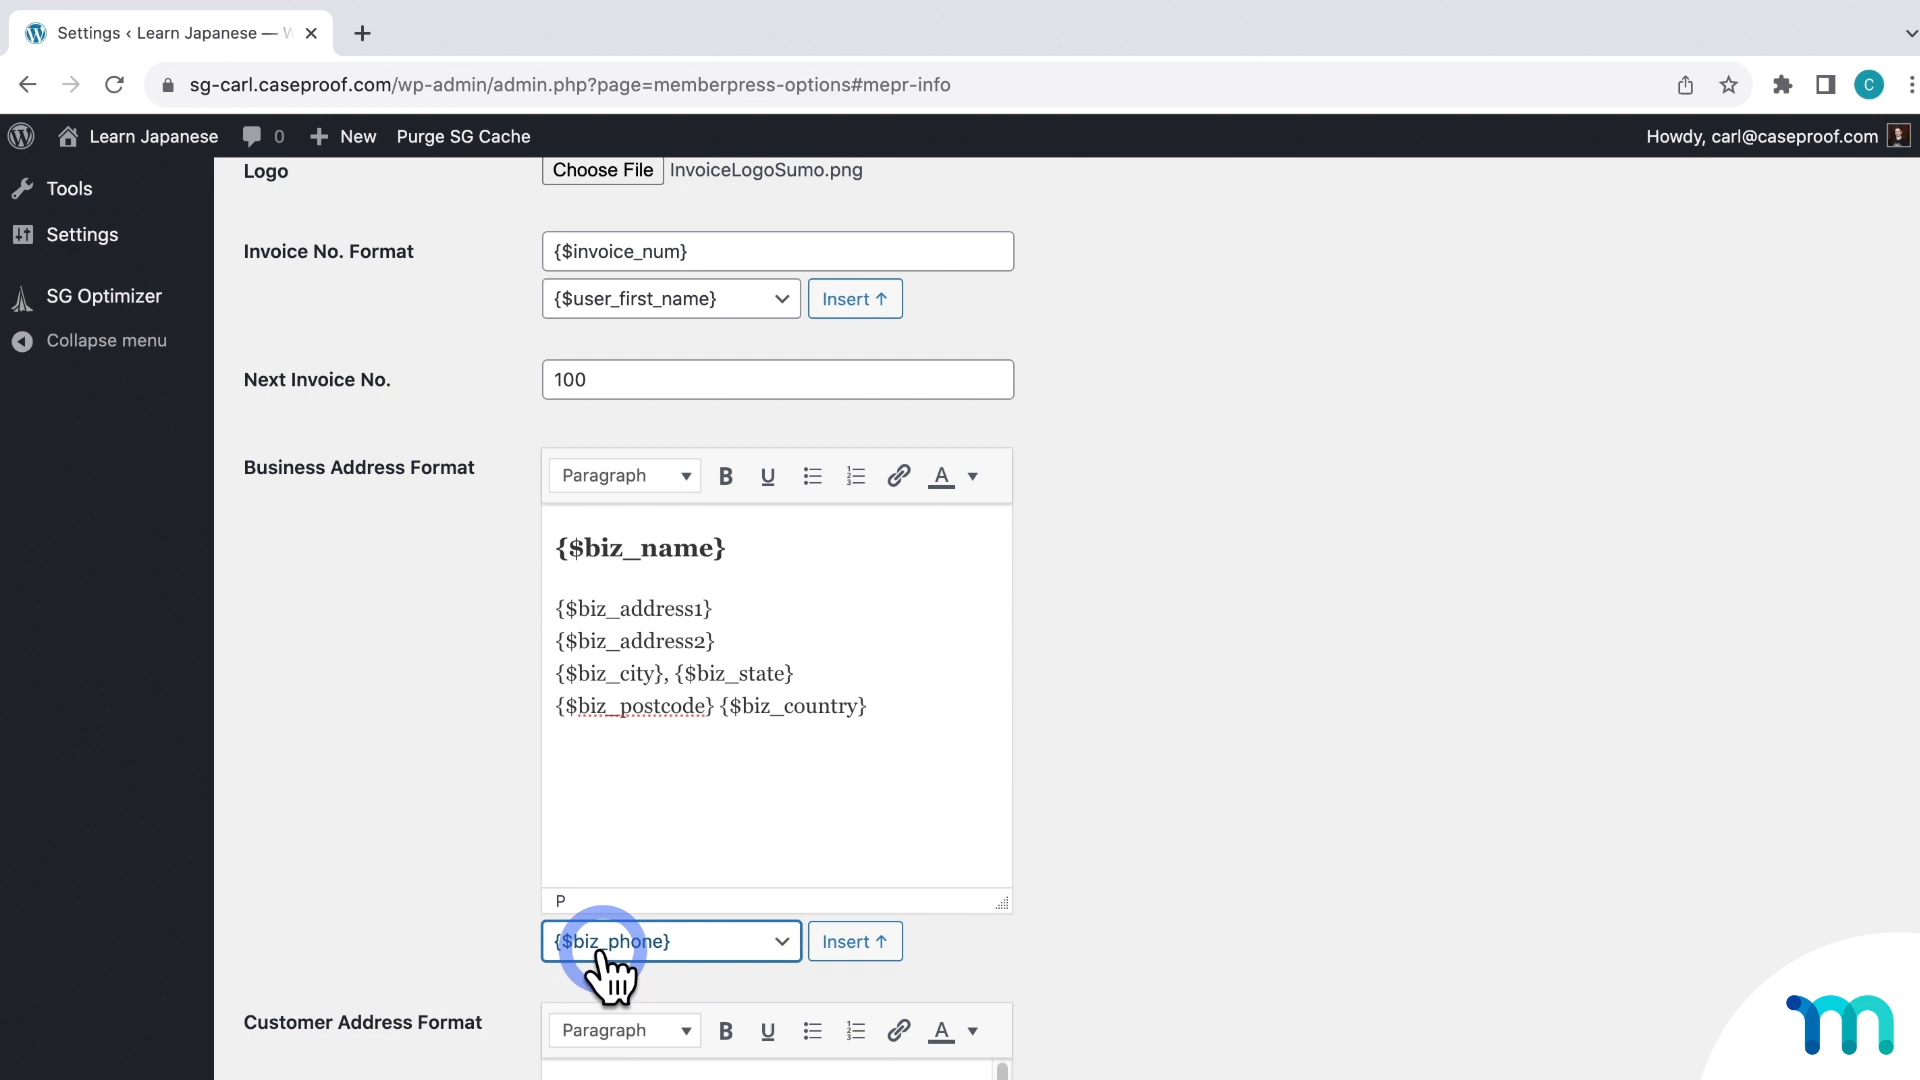 Settings ‹ Learn Japanese — W
sg-carl.caseproof.com/wp-admin/admin.php?page=memberpress-options#mepr-info
C
Learn Japanese 0 New Purge SG Cache Howdy, carl@caseproof.com
Tools
Settings
SG Optimizer
Collapse menu
Logo Choose File InvoiceLogoSumo.png
Invoice No. Format {$invoice_num}
{$user_first_name} Insert ↑
Next Invoice No. 100
Business Address Format Paragraph B U A
{$biz_name}
{$biz_address1}
{$biz_address2}
{$biz_city}, {$biz_state}
{$biz_postcode} {$biz_country}
P
{$biz_phone} Insert ↑
Customer Address Format Paragraph B U A
m